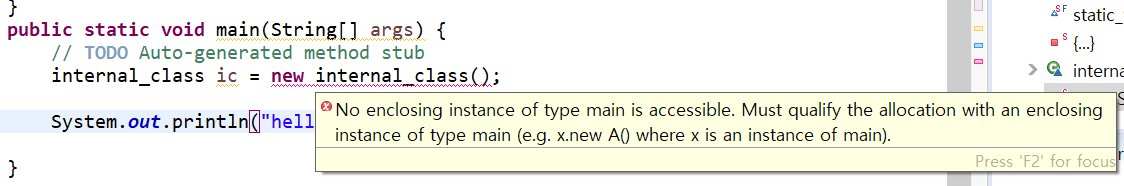 }
public static void main(String[] args) {
// TODO Auto-generated method stub
internal_class ic = new internal_class();
System.out.println("hell
}
No enclosing instance of type main is accessible. Must qualify the allocation with an enclosing
instance of type main (e.g. x.new A() where x is an instance of main).
Press 'F2' for focus
static_
{...}
interna